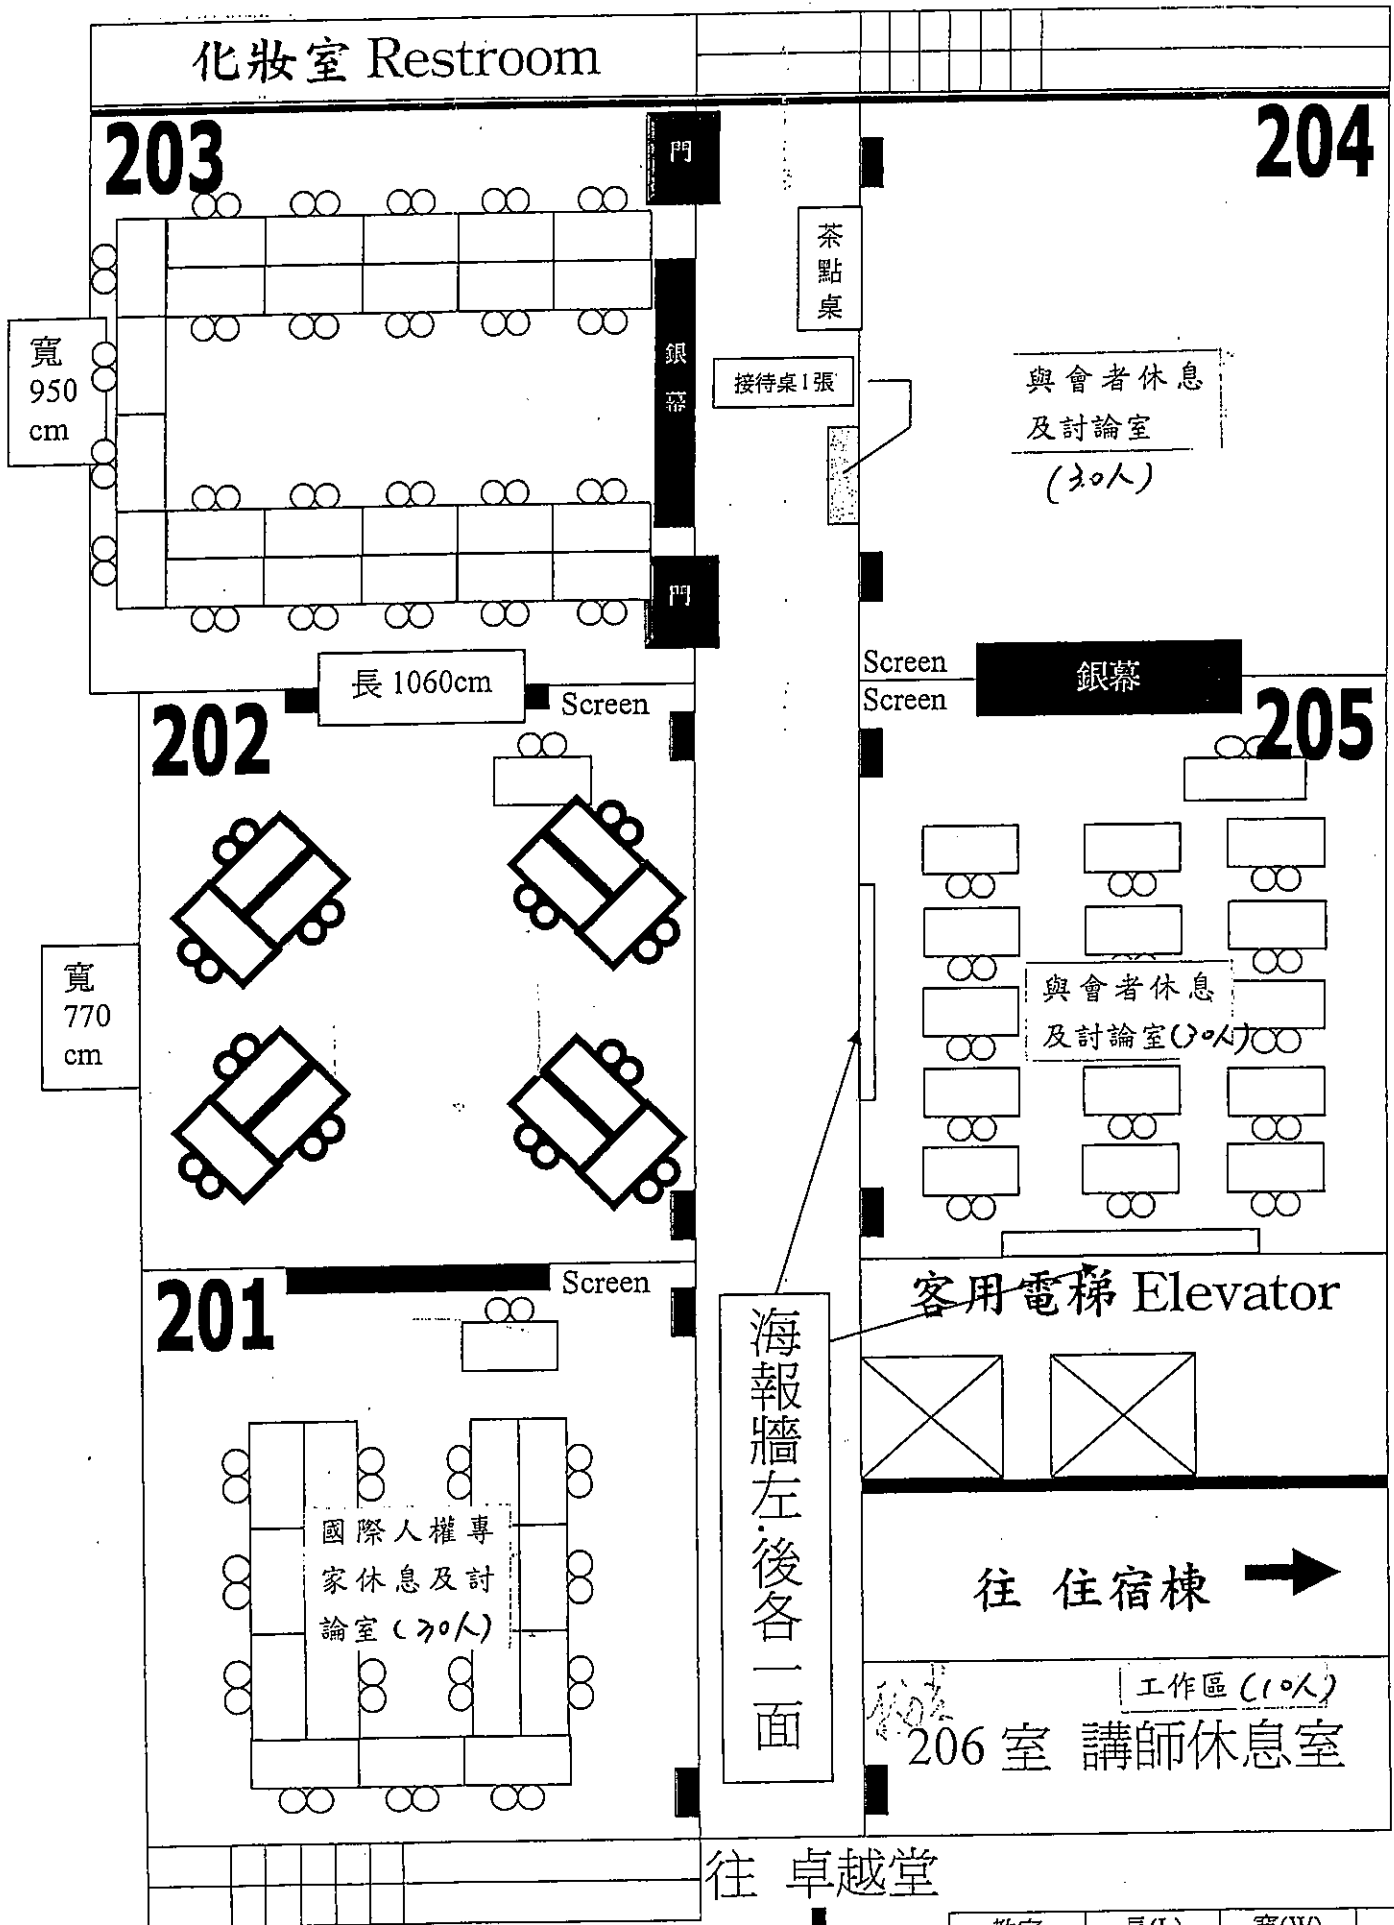 化妝室 Restroom
203
門
204
茶
點
桌
寬
950
cm
銀
幕
接待桌1張
與會者休息
及討論室
(30人)
門
長 1060cm
Screen
銀幕
Screen
Screen
202
205
寬
770
cm
與會者休息
及討論室(30人)
201
Screen
客用電梯 Elevator
海報牆左.後各一面
國際人權專
家休息及討
論室(30人)
往 住宿棟
工作區(10人)
206 室 講師休息室
往 卓越堂